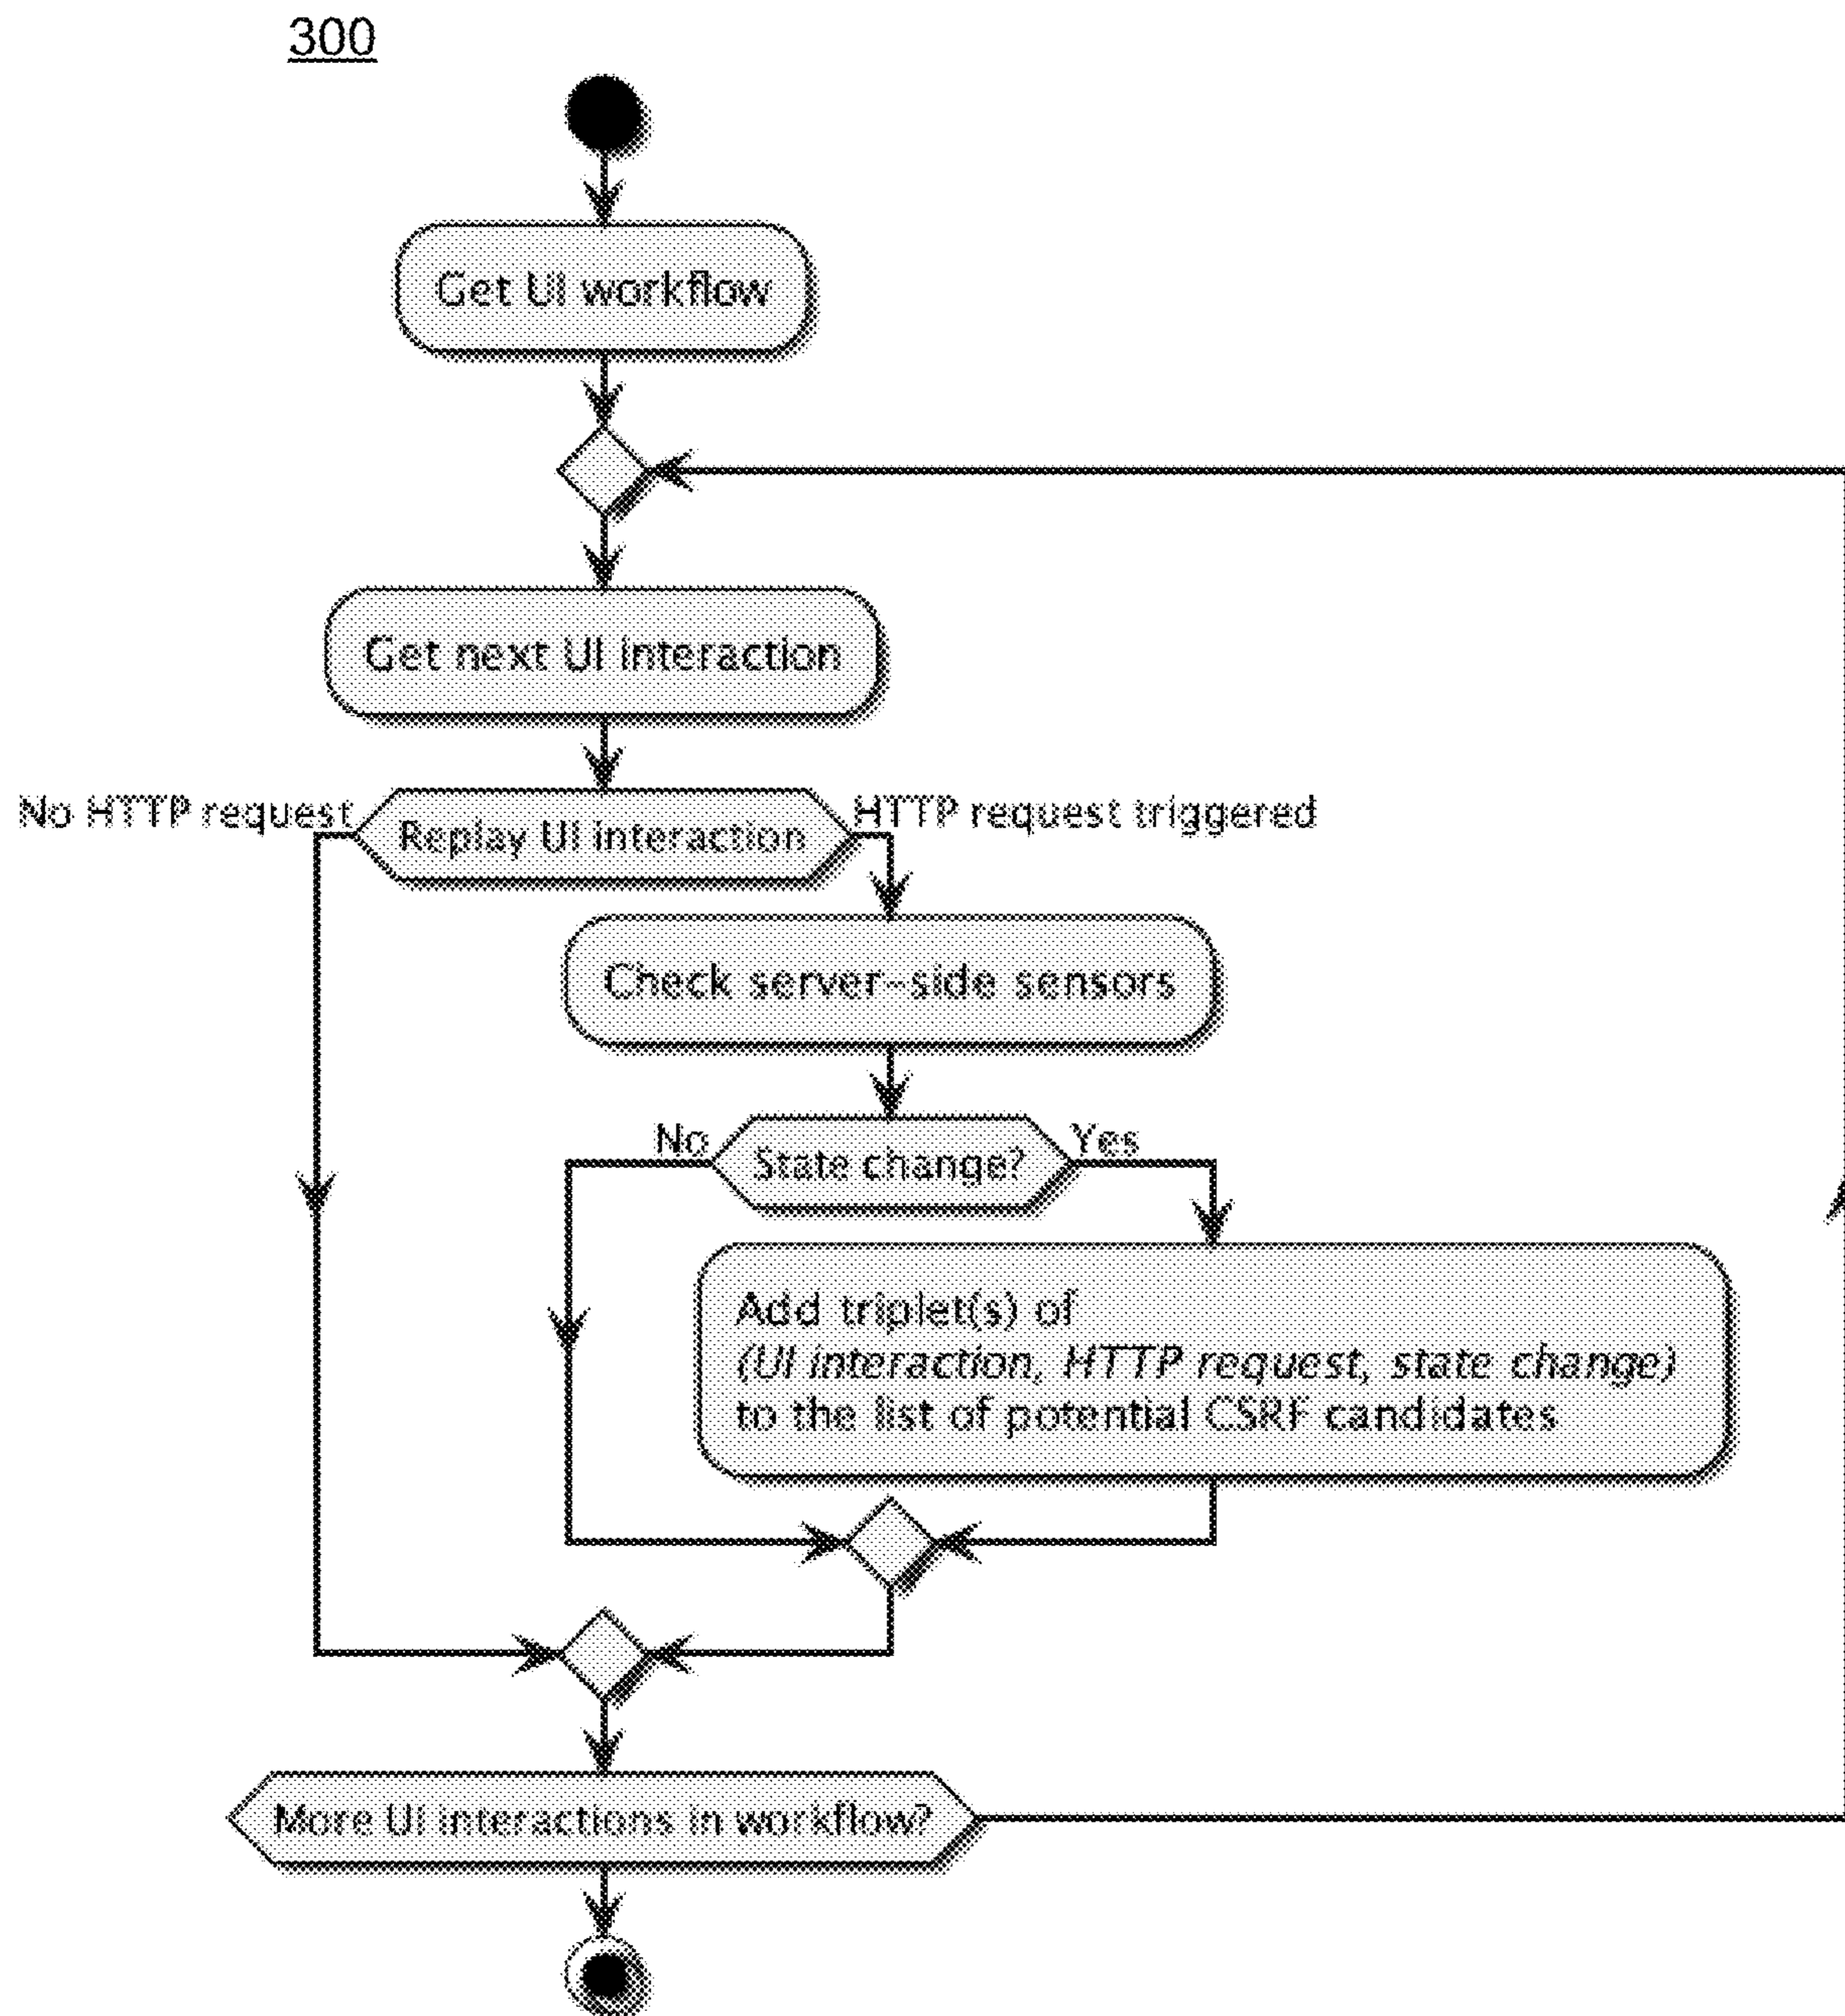 300
Get UI workflow
Get next UI interaction
No HTTP request
Replay UI interaction
HTTP request triggered
Check server-side sensors
No
State change?
Yes
Add triplet(s) of
(UI interaction, HTTP request, state change)
to the list of potential CSRF candidates
More UI interactions in workflow?